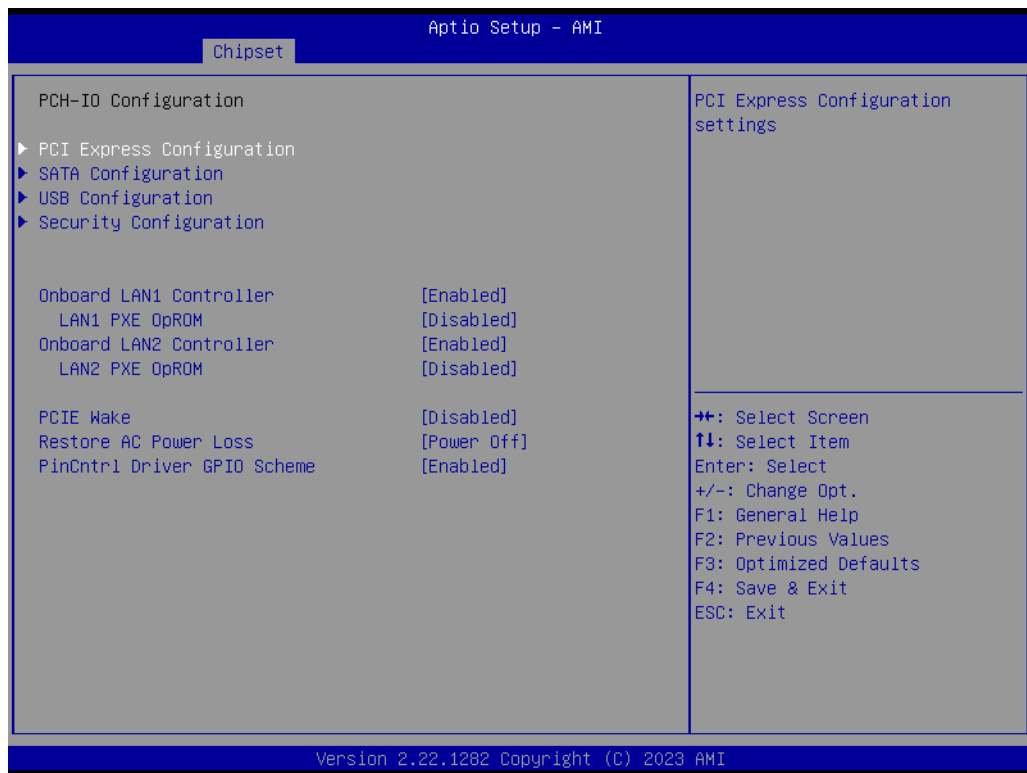 Aptio Setup - AMI
Chipset
PCH-IO Configuration
PCI Express Configuration
SATA Configuration
USB Configuration
Security Configuration
Onboard LAN1 Controller [Enabled]
LAN1 PXE OpROM [Disabled]
Onboard LAN2 Controller [Enabled]
LAN2 PXE OpROM [Disabled]
PCIE Wake [Disabled]
Restore AC Power Loss [Power Off]
PinCntrl Driver GPIO Scheme [Enabled]
PCI Express Configuration
settings
→←: Select Screen
↑↓: Select Item
Enter: Select
+/-: Change Opt.
F1: General Help
F2: Previous Values
F3: Optimized Defaults
F4: Save & Exit
ESC: Exit
Version 2.22.1282 Copyright (C) 2023 AMI